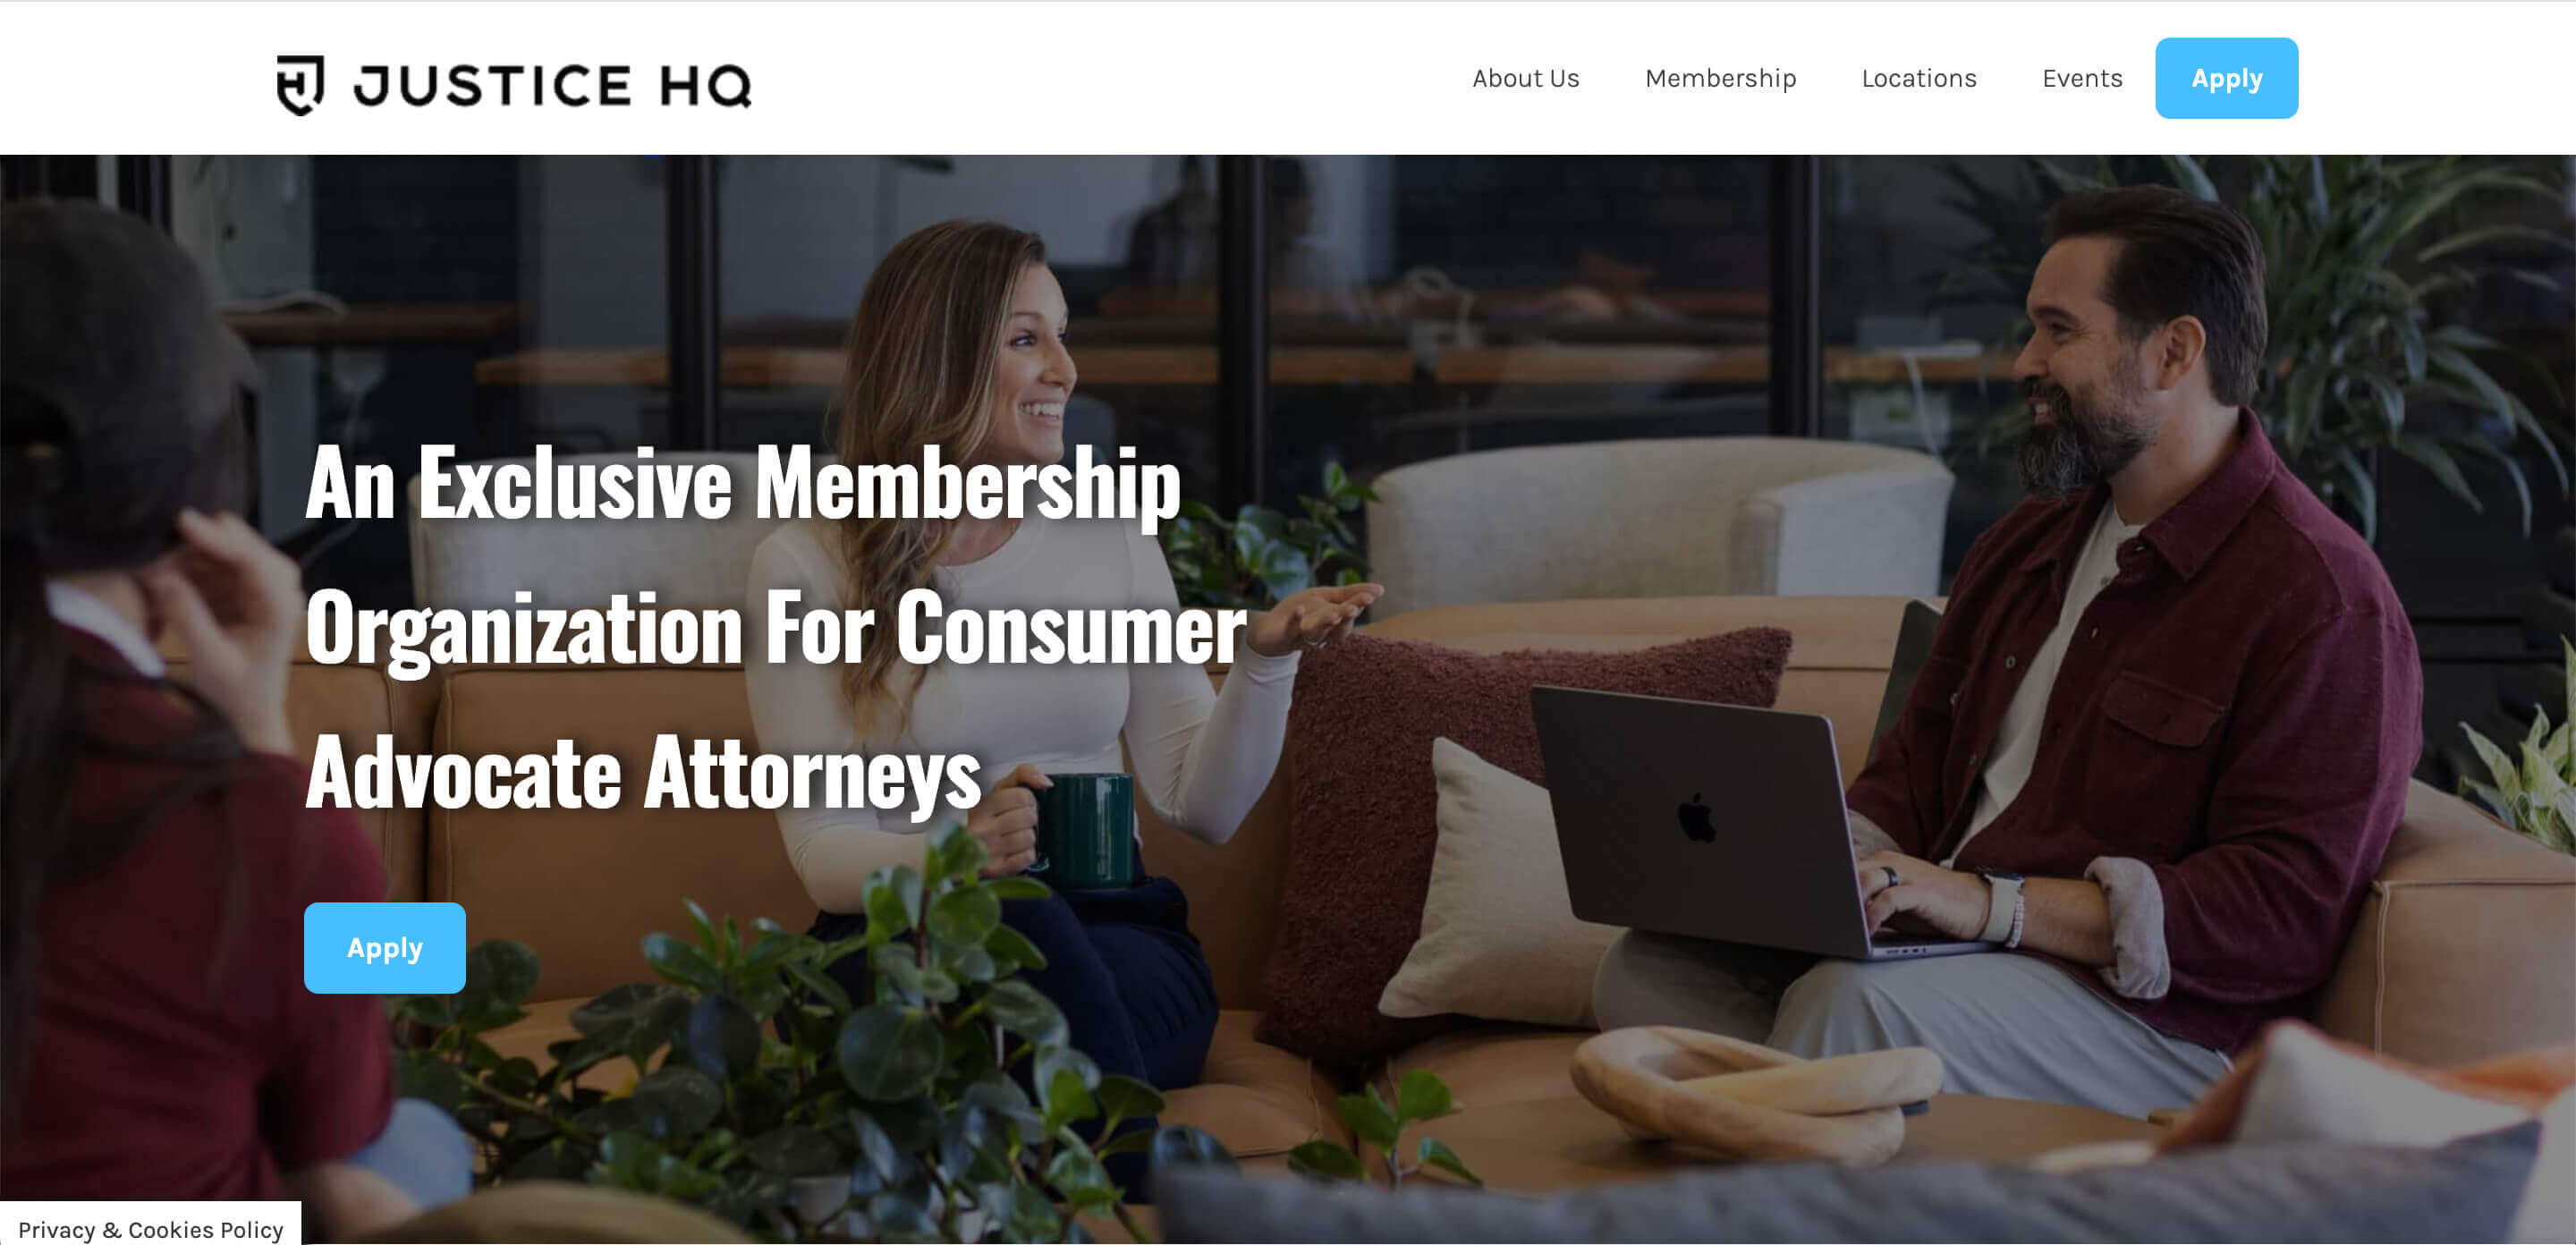 JUSTICE HQ
About Us
Membership
Locations
Events
Apply
An Exclusive Membership
Organization For Consumer
Advocate Attorneys
Apply
Privacy & Cookies Policy